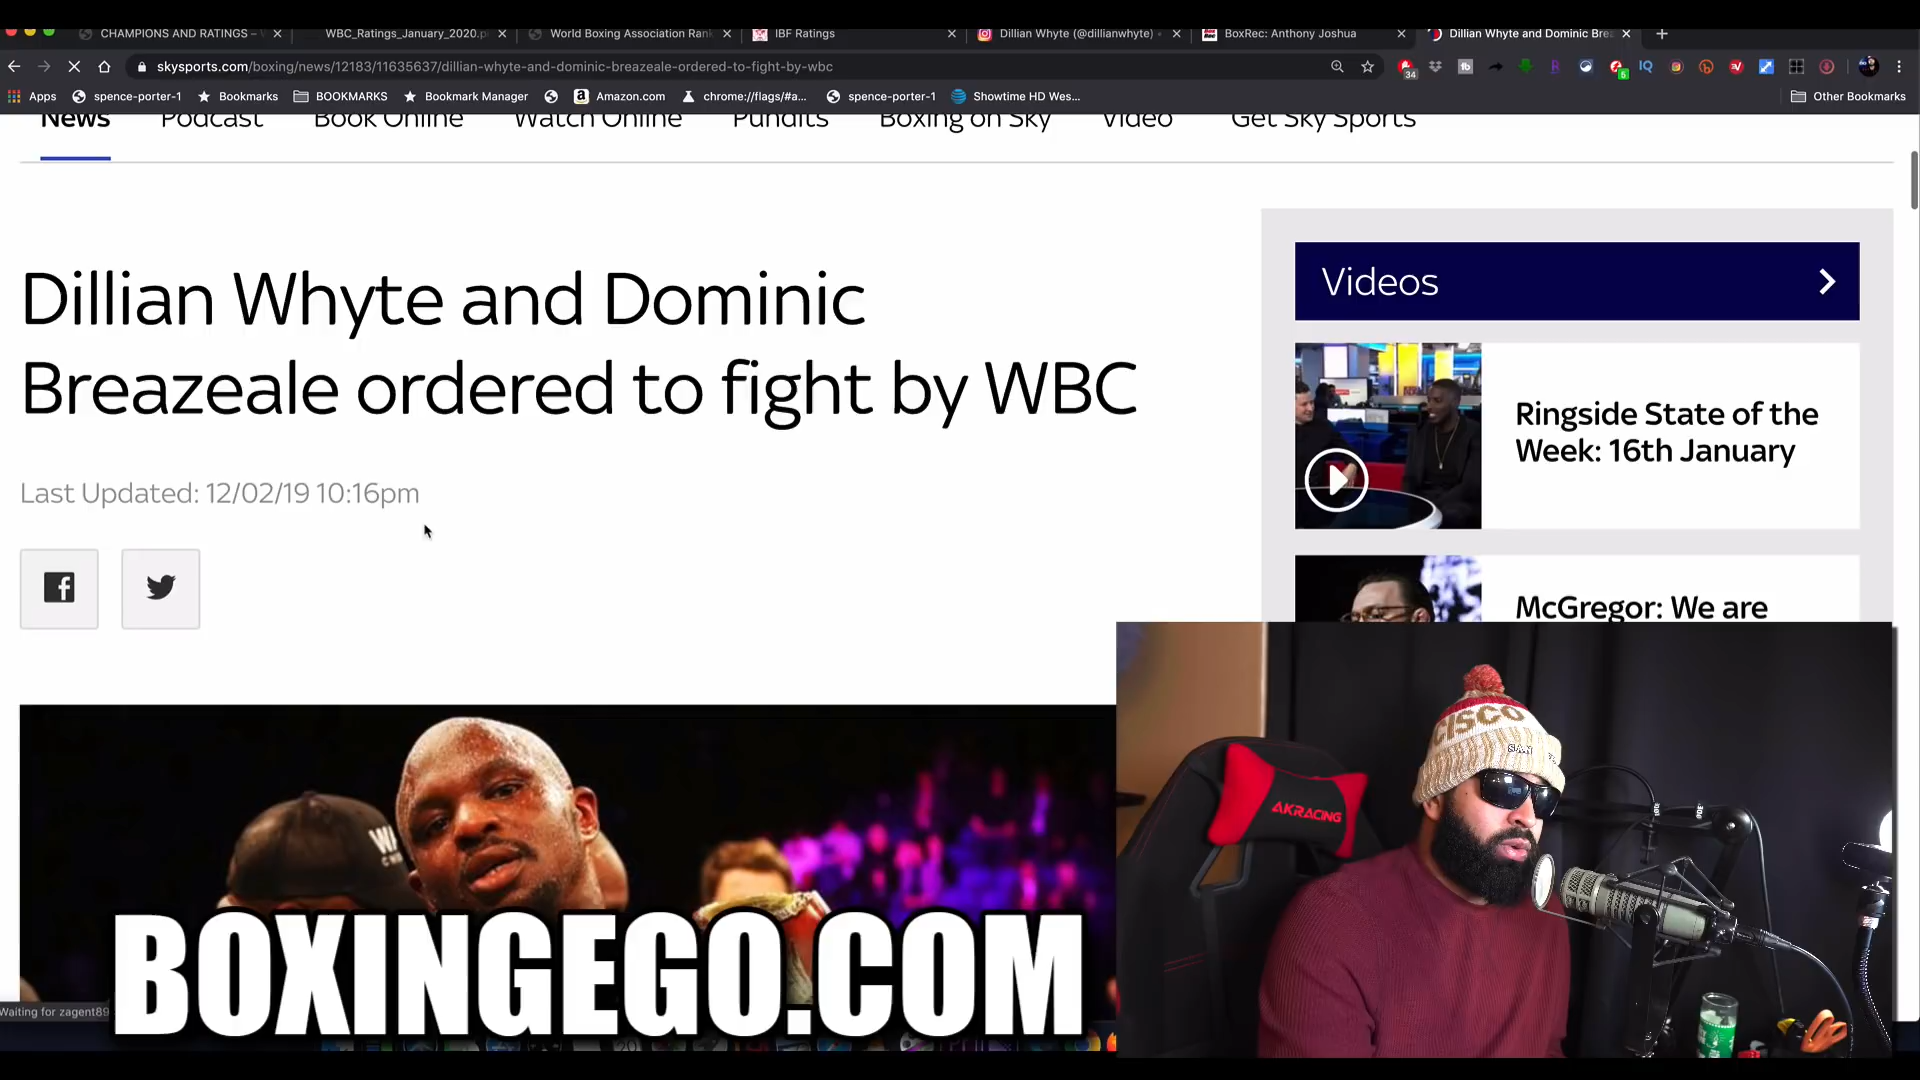 CHAMPIONS AND RATINGS –
WBC_Ratings_January_2020.p
World Boxing Association Rank
IBF Ratings
Dillian Whyte (@dillianwhyte) •
BoxRec: Anthony Joshua
Dillian Whyte and Dominic Brea
skysports.com/boxing/news/12183/11635637/dillian-whyte-and-dominic-breazeale-ordered-to-fight-by-wbc
34
6
Apps
spence-porter-1
Bookmarks
BOOKMARKS
Bookmark Manager
Amazon.com
chrome://flags/#a...
spence-porter-1
Showtime HD Wes...
Other Bookmarks
News
Podcast
Book Online
Watch Online
Pundits
Boxing on Sky
Video
Get Sky Sports
Dillian Whyte and Dominic
Breazeale ordered to fight by WBC
Last Updated: 12/02/19 10:16pm
Videos
Ringside State of the
Week: 16th January
McGregor: We are
CISCO
SAN
AKRACING
BOXINGEGO.COM
Waiting for zagent89